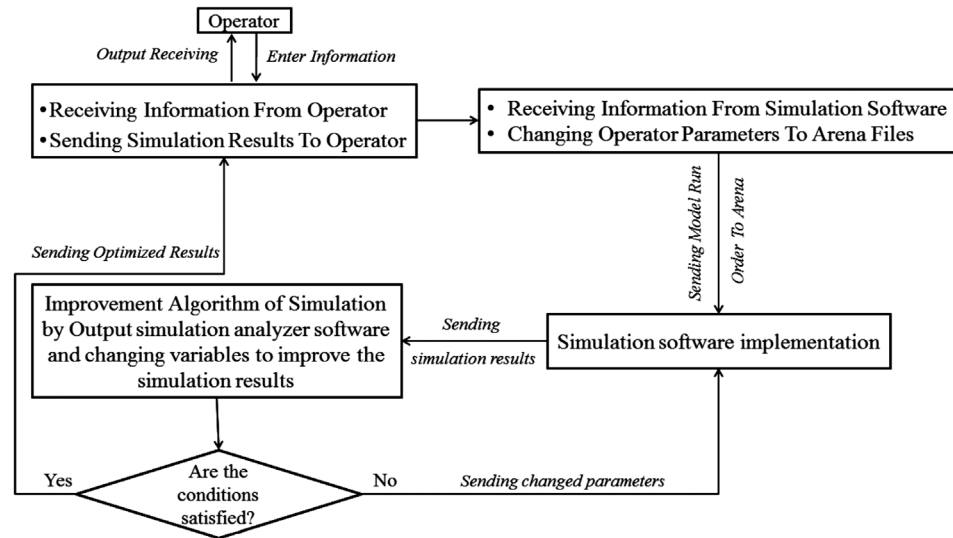 Operator
Output Receiving
Enter Information
•Receiving Information From Operator
•Sending Simulation Results To Operator
• Receiving Information From Simulation Software
• Changing Operator Parameters To Arena Files
Sending Model Run
Order To Arena
Sending Optimized Results
Improvement Algorithm of Simulation
by Output simulation analyzer software
and changing variables to improve the
simulation results
Sending
simulation results
Simulation software implementation
Yes
Are the
conditions
satisfied?
No
Sending changed parameters